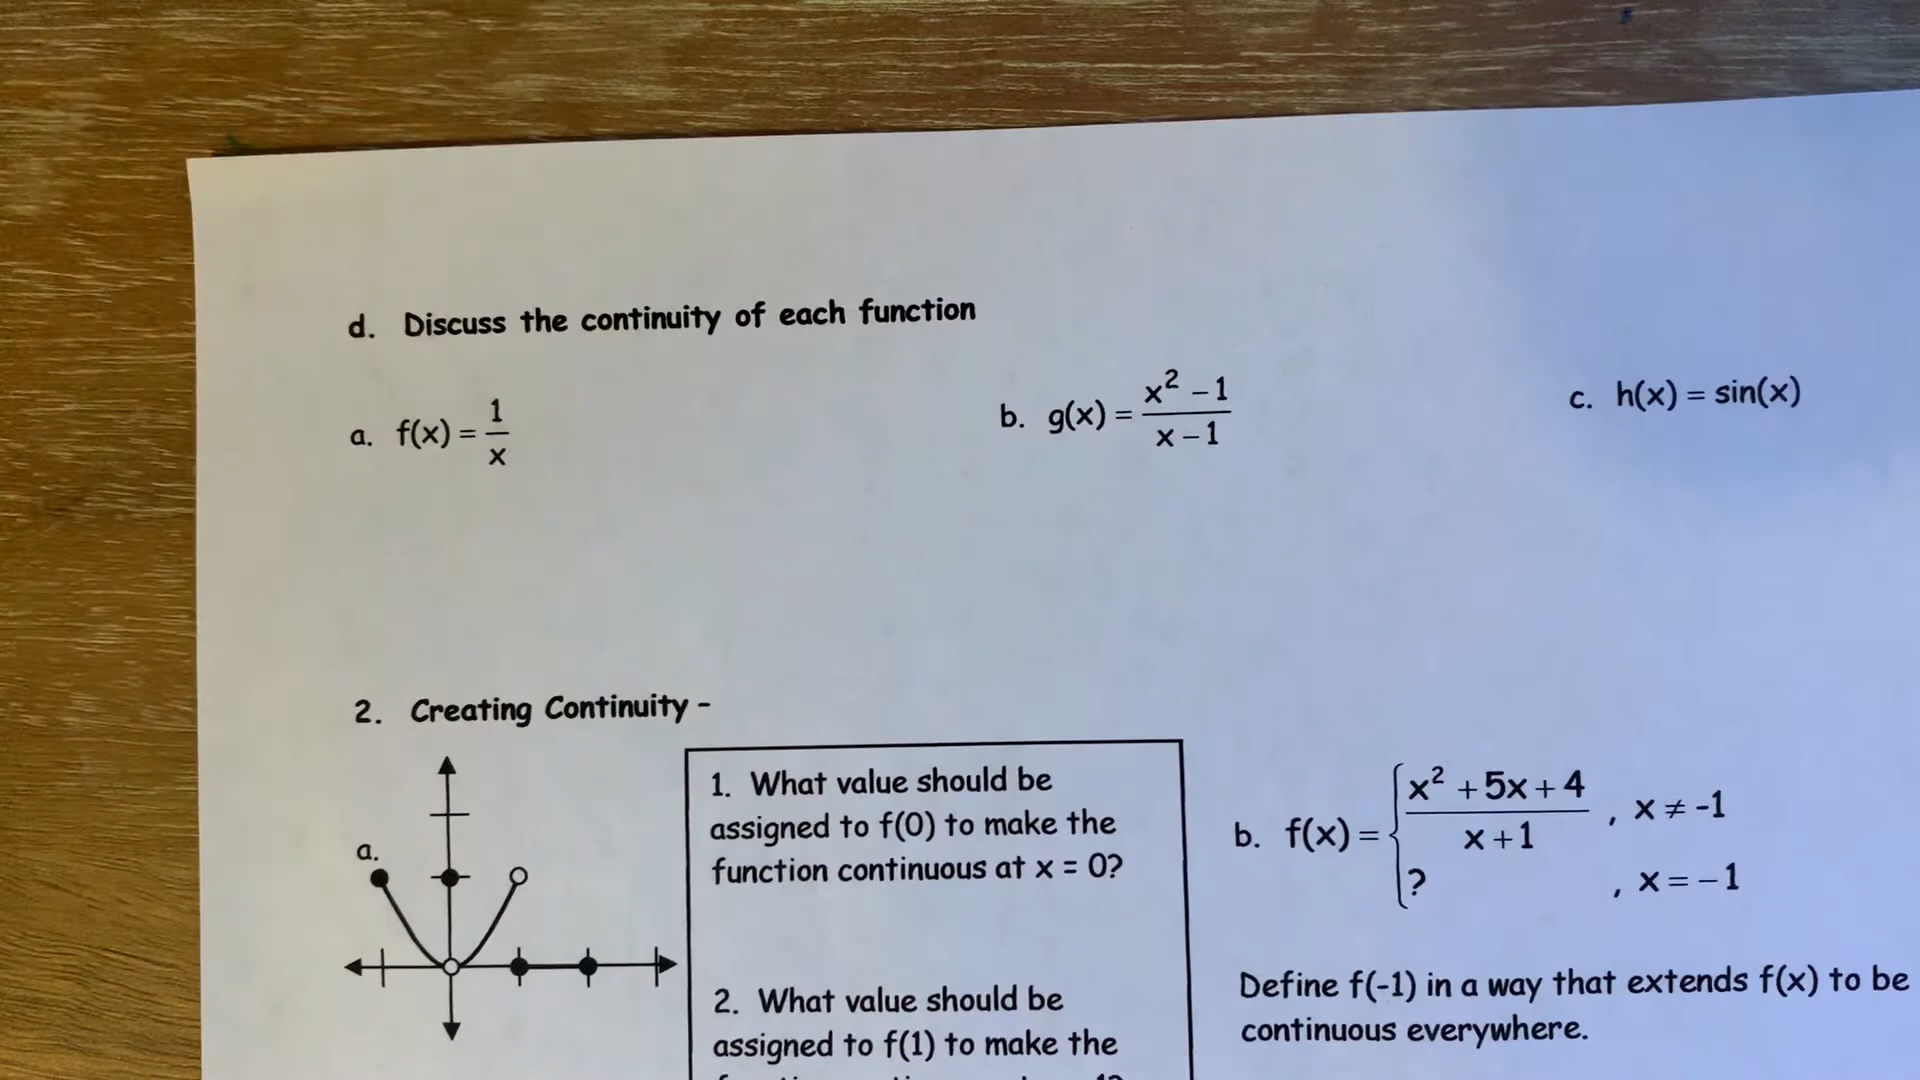 d. Discuss the continuity of each function
a. f(x) = 1/x
b. g(x) = (x² - 1)/(x - 1)
c. h(x) = sin(x)
2. Creating Continuity -
a.
1. What value should be
assigned to f(0) to make the
function continuous at x = 0?
2. What value should be
assigned to f(1) to make the
b. f(x) = { (x² + 5x + 4)/(x + 1) , x ≠ -1
? , x = -1
Define f(-1) in a way that extends f(x) to be
continuous everywhere.